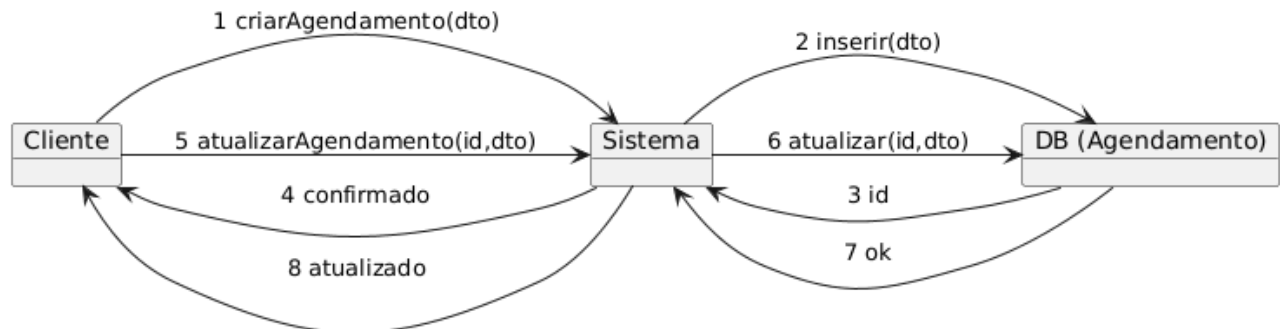 1 criarAgendamento(dto)
2 inserir(dto)
Cliente
5 atualizarAgendamento(id,dto)
Sistema
6 atualizar(id,dto)
DB (Agendamento)
4 confirmado
3 id
7 ok
8 atualizado